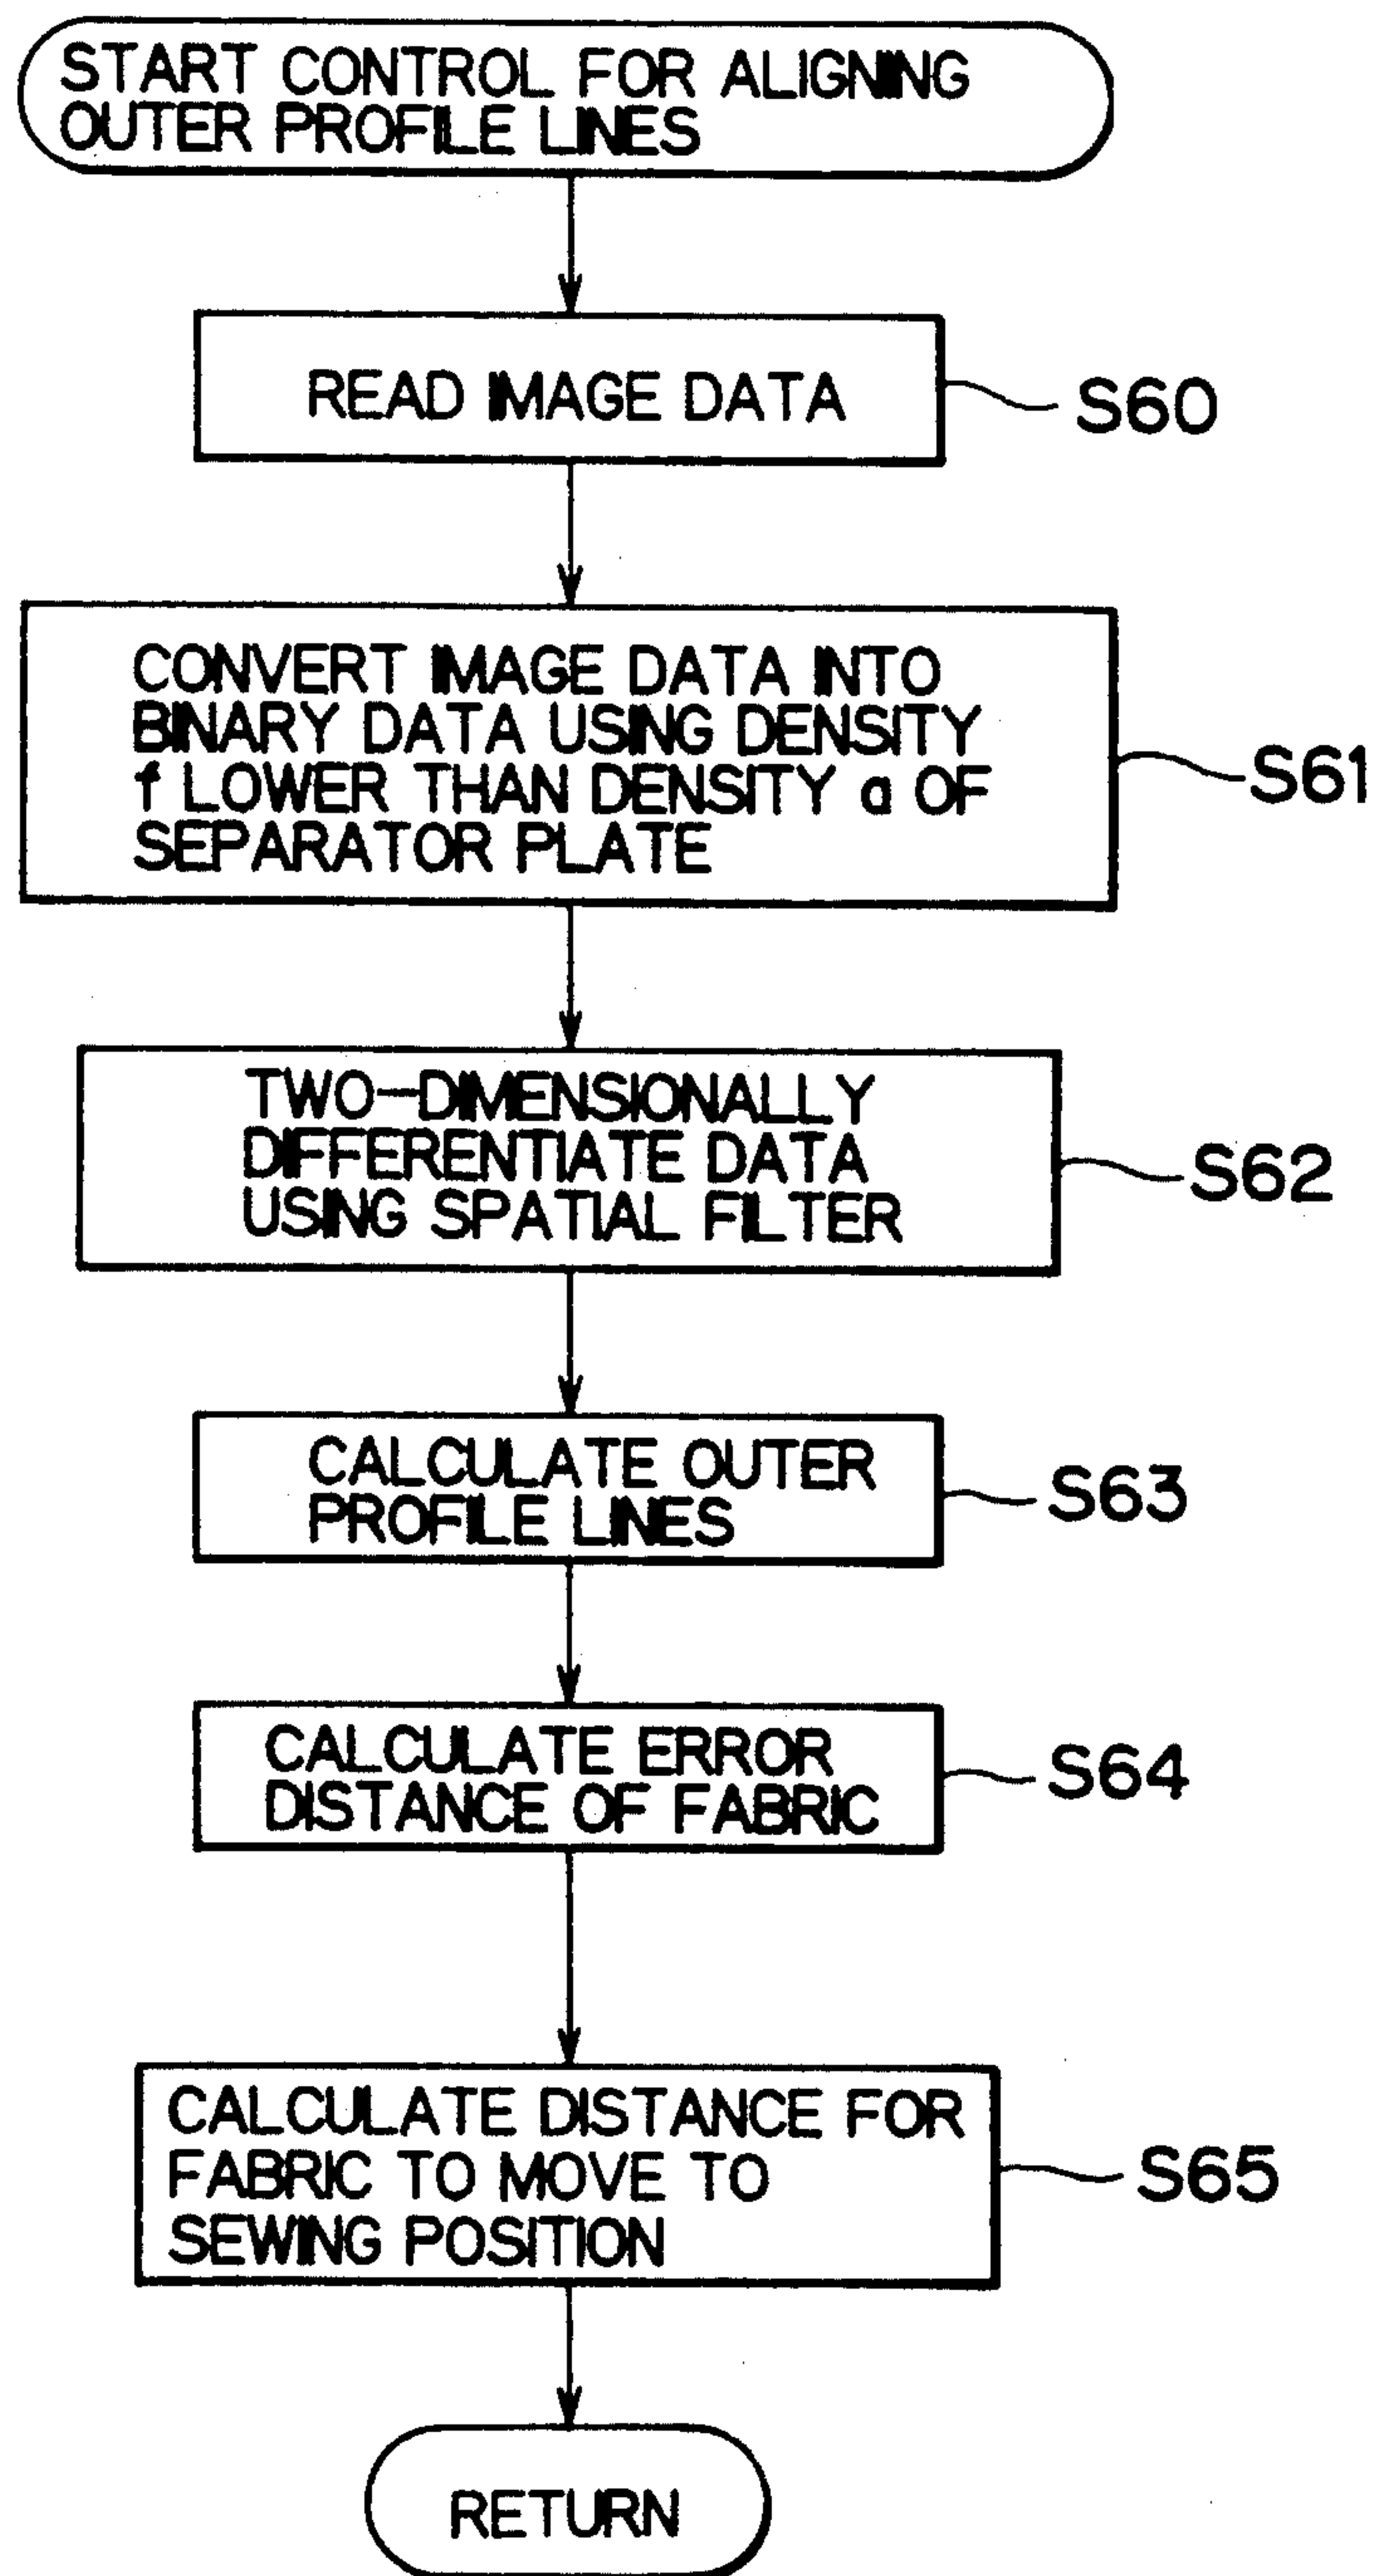 START CONTROL FOR ALIGNING
OUTER PROFILE LINES
READ IMAGE DATA
S60
CONVERT IMAGE DATA INTO
BINARY DATA USING DENSITY
f LOWER THAN DENSITY a OF
SEPARATOR PLATE
S61
TWO-DIMENSIONALLY
DIFFERENTIATE DATA
USING SPATIAL FILTER
S62
CALCULATE OUTER
PROFILE LINES
S63
CALCULATE ERROR
DISTANCE OF FABRIC
S64
CALCULATE DISTANCE FOR
FABRIC TO MOVE TO
SEWING POSITION
S65
RETURN